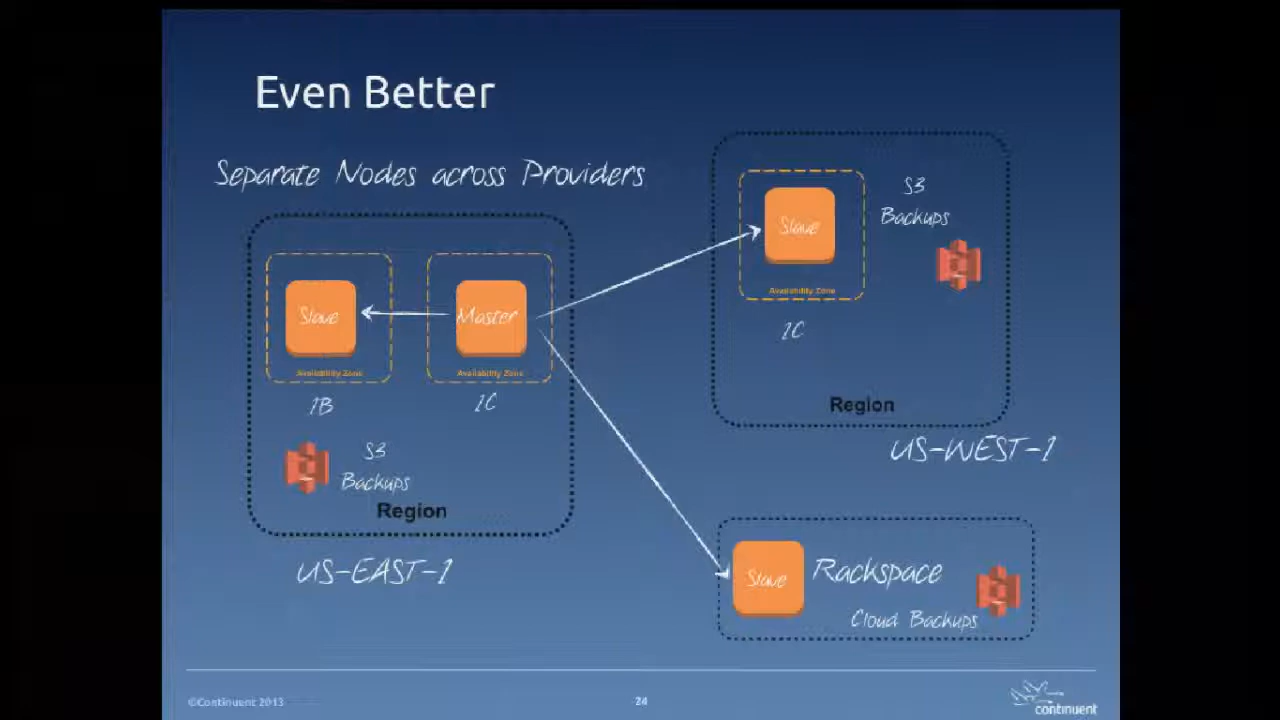 Even Better
Separate Nodes across Providers
Slave
Availability Zone
1B
Master
Availability Zone
1C
S3
Backups
Region
US-EAST-1
Slave
Availability Zone
1C
S3
Backups
Region
US-WEST-1
Slave
Rackspace
Cloud Backups
©Continuent 2013
24
continuent